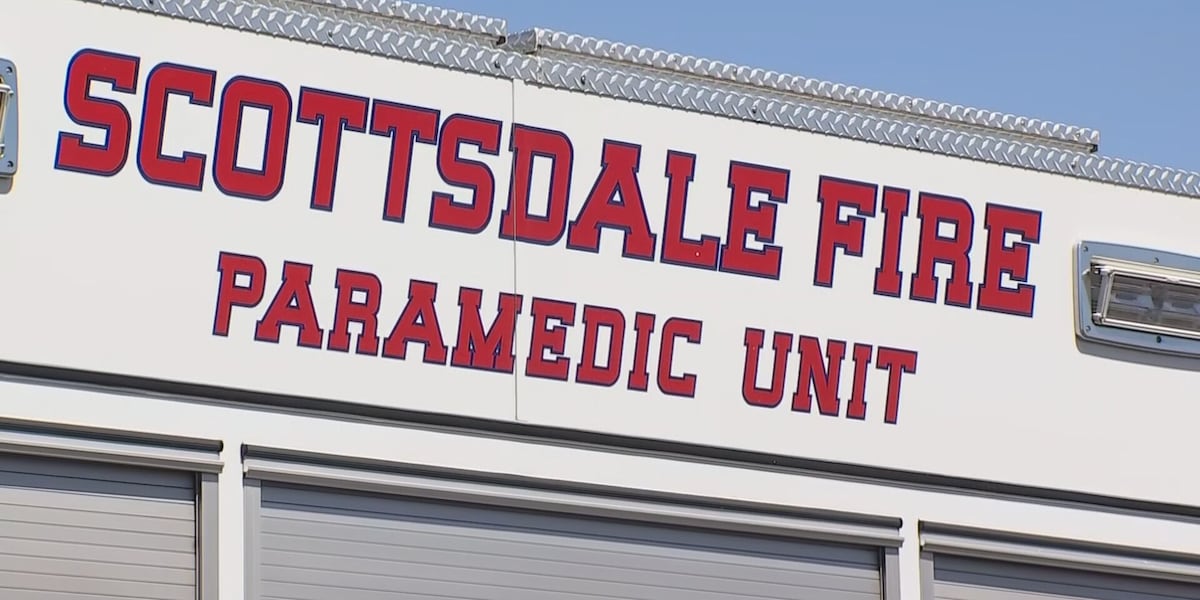 SCOTTSDALE FIRE
PARAMEDIC UNIT